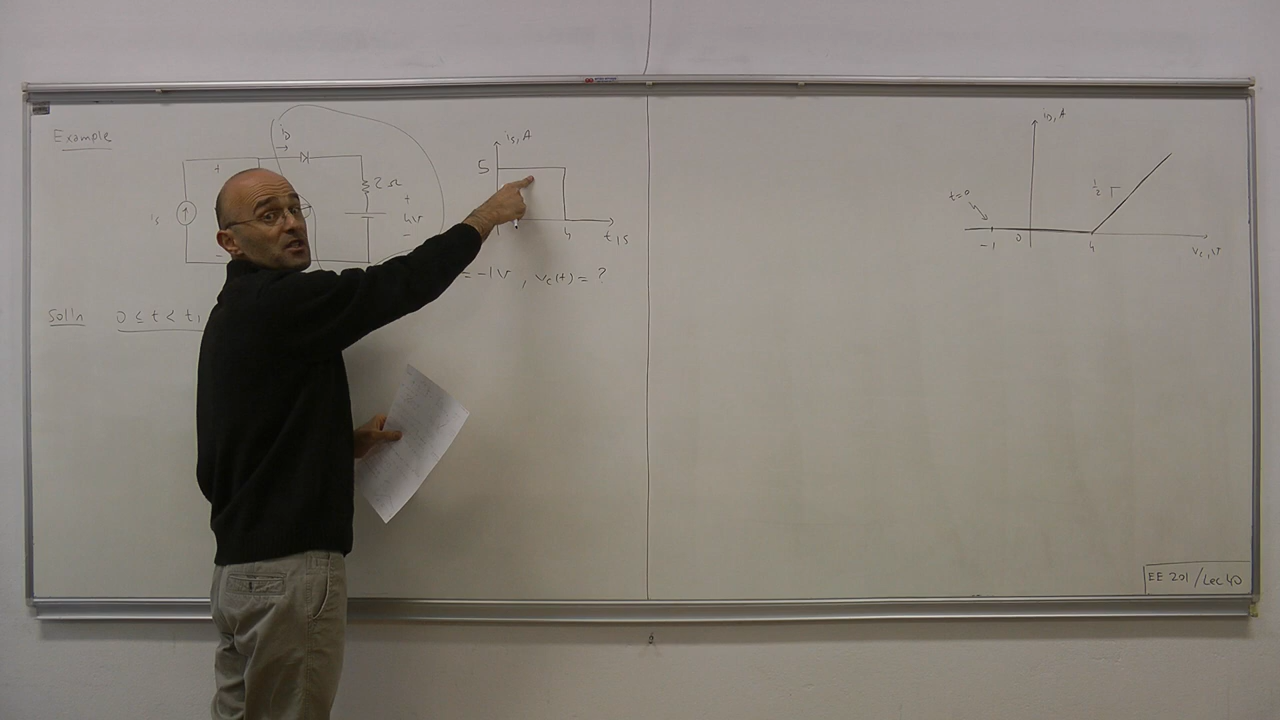 Example
iD
+
is
-
2Ω
+
4V
-
is, A
5
4
t, s
= -1V , vc(t) = ?
Sol'n 0 ≤ t < t1
iD, A
t=0
1/2
-1
0
4
vc, V
EE 201 / Lec 40